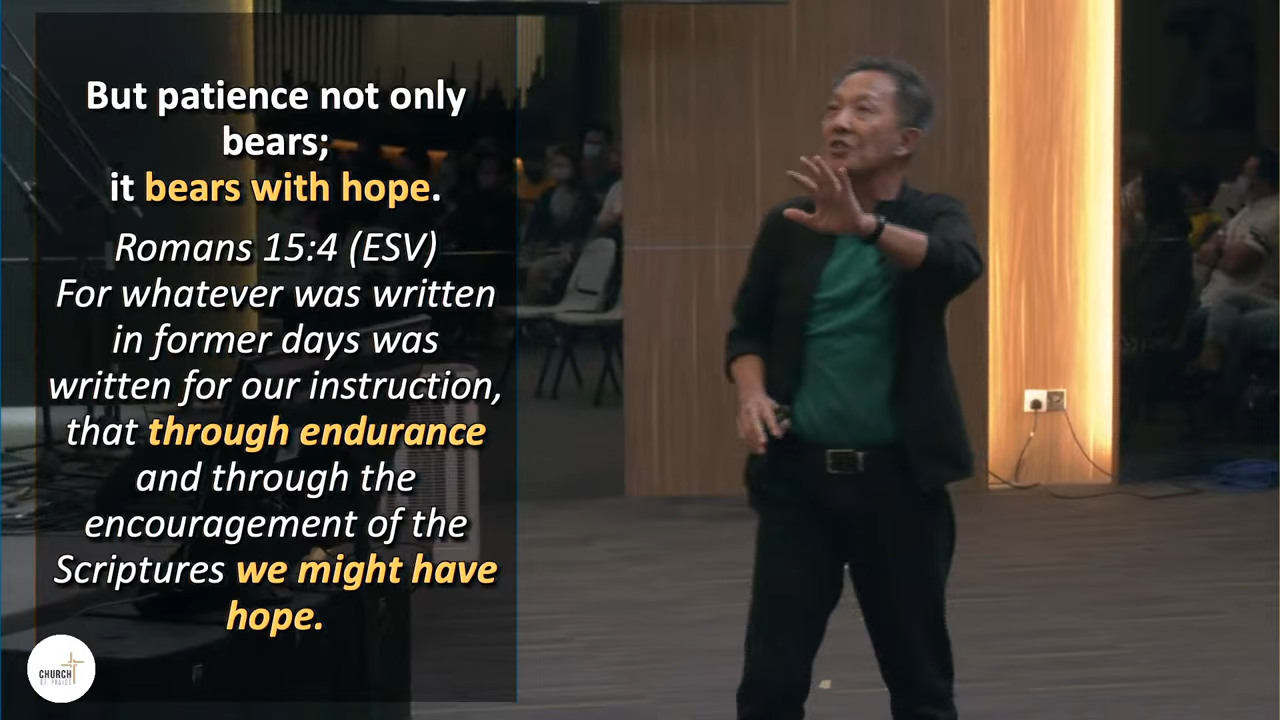 But patience not only
bears;
it bears with hope.
Romans 15:4 (ESV)
For whatever was written
in former days was
written for our instruction,
that through endurance
and through the
encouragement of the
Scriptures we might have
hope.
CHURCH
OF PRAISE